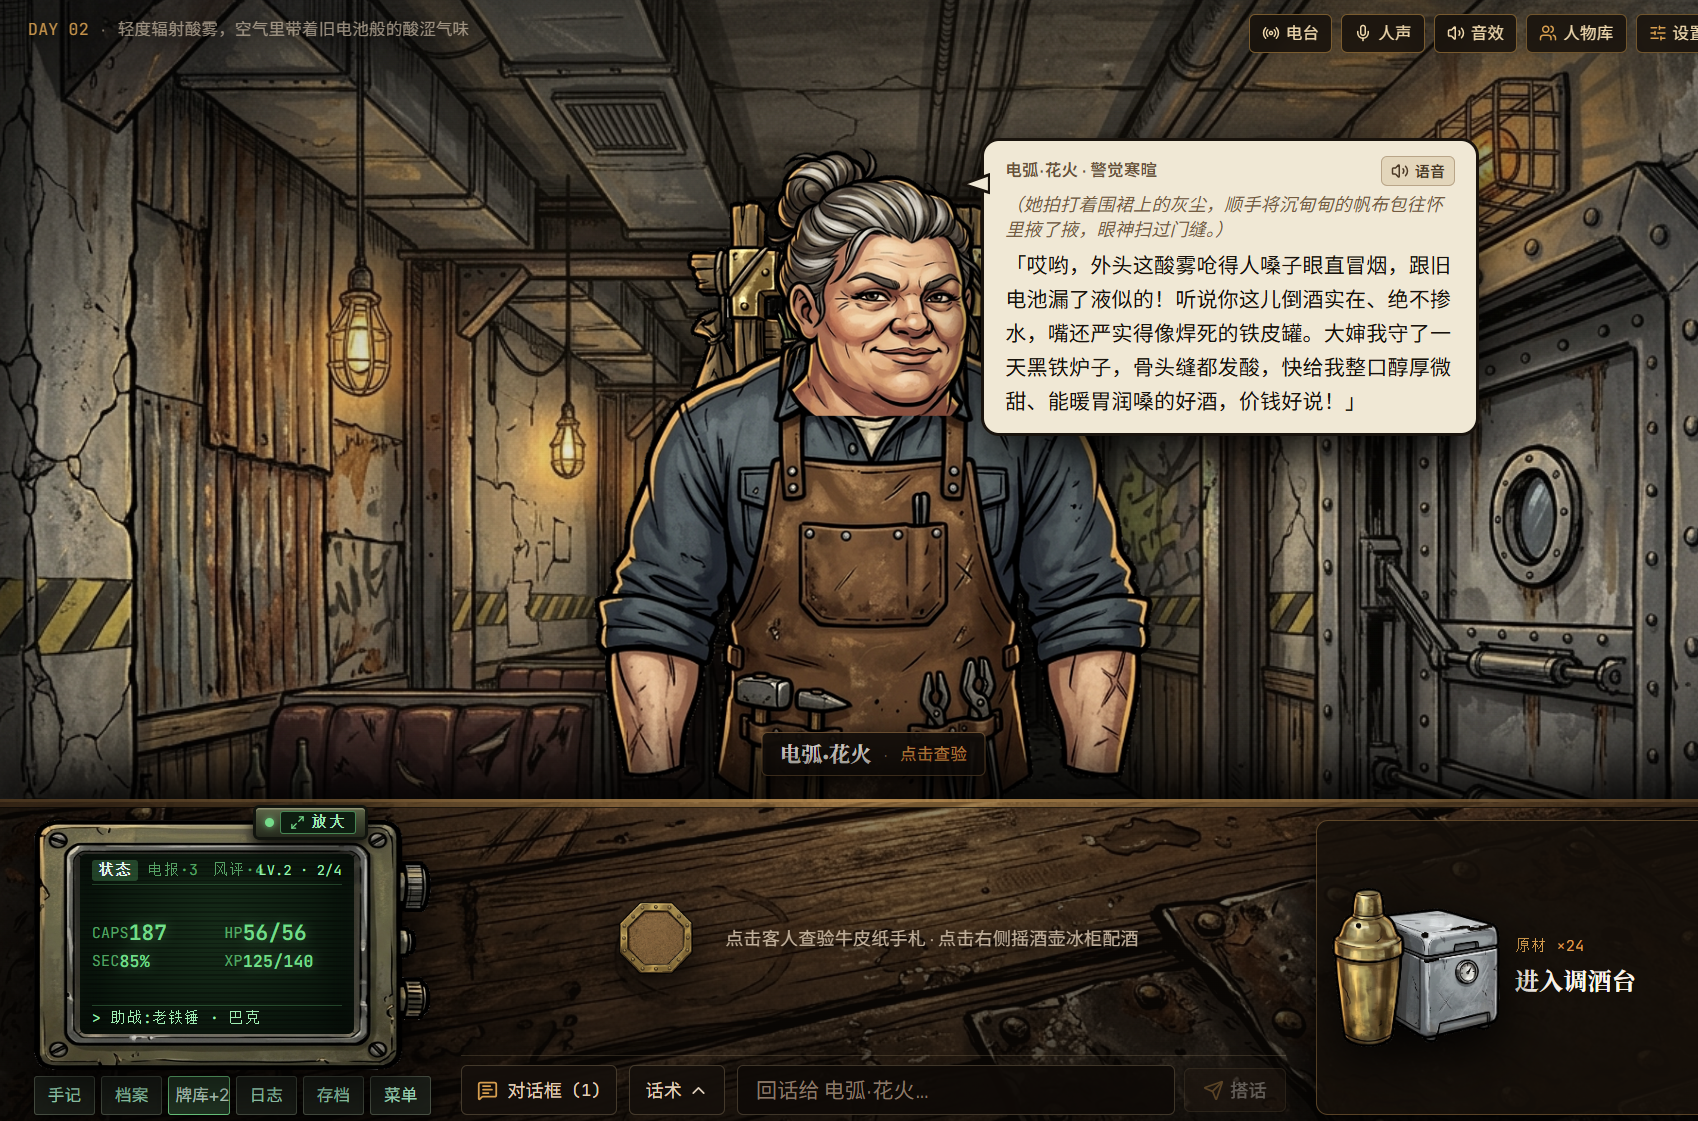 DAY 02 · 轻度辐射酸雾，空气里带着旧电池般的酸涩气味
电台
人声
音效
人物库
设置
电弧·花火 · 警觉寒暄
语音
（她拍打着围裙上的灰尘，顺手将沉甸甸的帆布包往怀
里掖了掖，眼神扫过门缝。）
「哎哟，外头这酸雾呛得人嗓子眼直冒烟，跟旧
电池漏了液似的！听说你这儿倒酒实在、绝不掺
水，嘴还严实得像焊死的铁皮罐。大婶我守了一
天黑铁炉子，骨头缝都发酸，快给我整口醇厚微
甜、能暖胃润嗓的好酒，价钱好说！」
电弧·花火 · 点击查验
放大
状态 电报·3 风评·4 LV.2 · 2/4
CAPS187 HP56/56
SEC85% XP125/140
> 助战:老铁锤 · 巴克
点击客人查验牛皮纸手札 · 点击右侧摇酒壶冰柜配酒
原材 ×24
进入调酒台
手记
档案
牌库+2
日志
存档
菜单
对话框（1）
话术
回话给 电弧·花火…
搭话